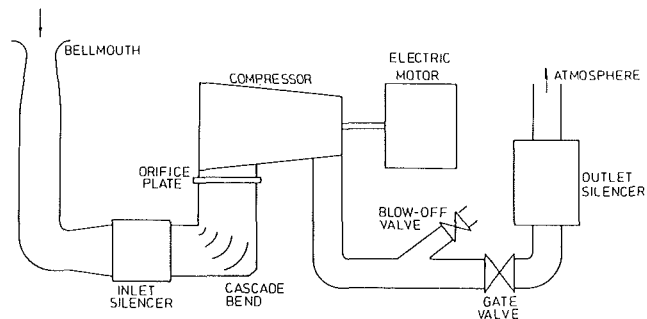 BELLMOUTH
COMPRESSOR
ELECTRIC
MOTOR
ATMOSPHERE
ORIFICE
PLATE
OUTLET
SILENCER
BLOW-OFF
VALVE
INLET
SILENCER
CASCADE
BEND
GATE
VALVE